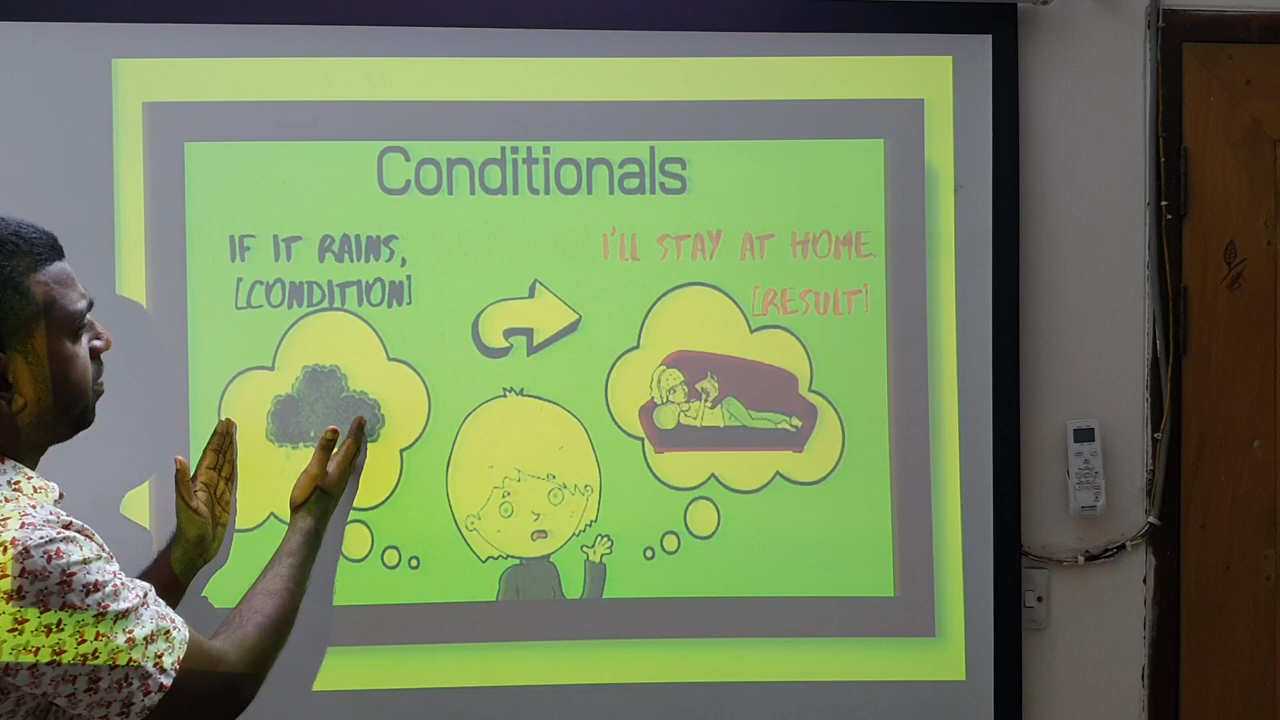 Conditionals
IF IT RAINS,
[CONDITION]
I'LL STAY AT HOME.
[RESULT]